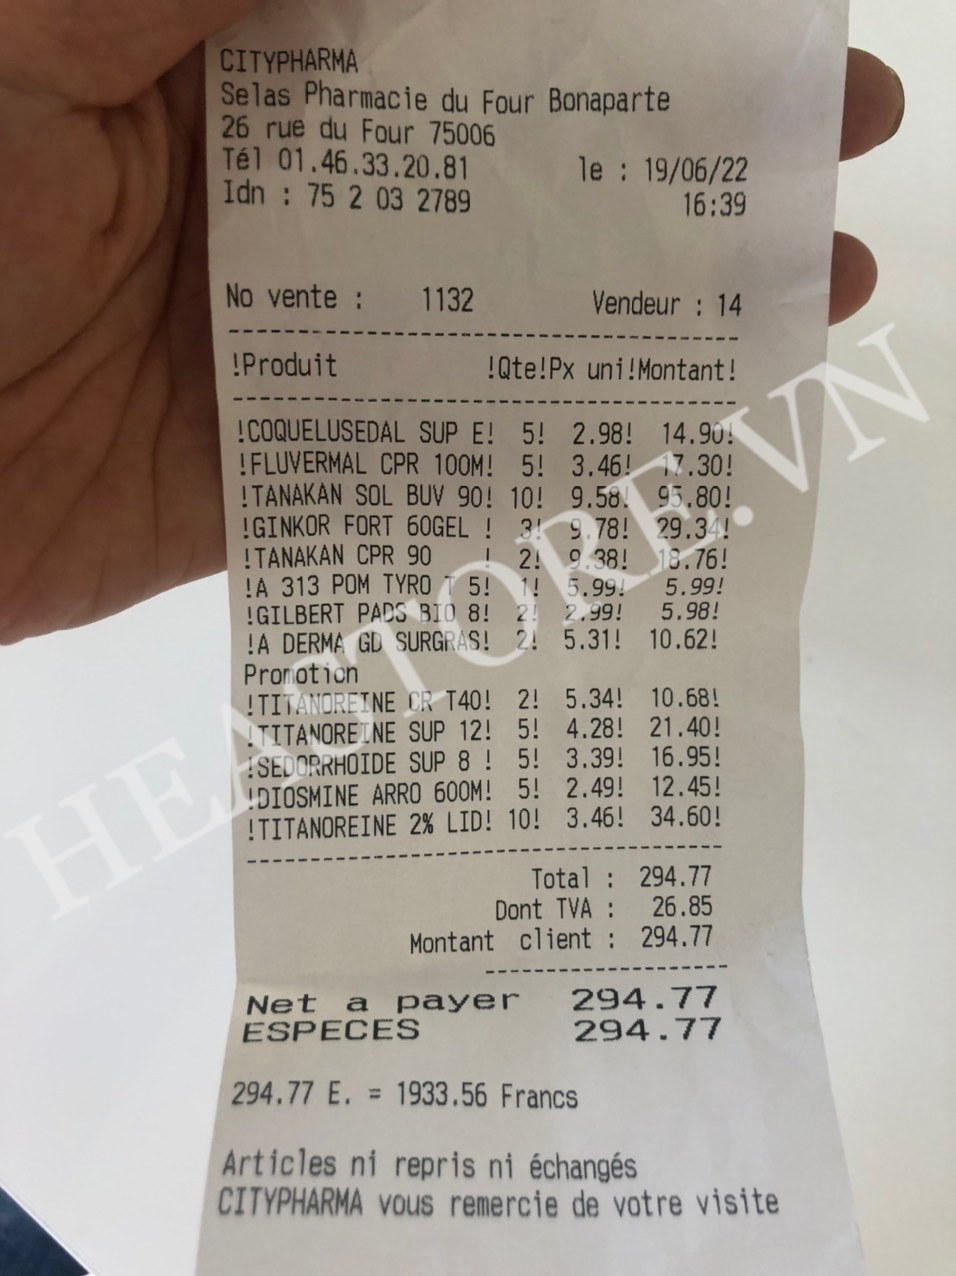 CITYPHARMA
Selas Pharmacie du Four Bonaparte
26 rue du Four 75006
Tél 01.46.33.20.81 le : 19/06/22
Idn : 75 2 03 2789 16:39
No vente : 1132 Vendeur : 14
!Produit !Qte!Px uni!Montant!
!COQUELUSEDAL SUP E! 5! 2.98! 14.90!
!FLUVERMAL CPR 100M! 5! 3.46! 17.30!
!TANAKAN SOL BUV 90! 10! 9.58! 95.80!
!GINKOR FORT 60GEL ! 3! 9.78! 29.34!
!TANAKAN CPR 90 ! 2! 9.38! 18.76!
!A 313 POM TYRO T 5! 1! 5.99! 5.99!
!GILBERT PADS BIO 8! 2! 2.99! 5.98!
!A DERMA GD SURGRAS! 2! 5.31! 10.62!
Promotion
!TITANOREINE CR T40! 2! 5.34! 10.68!
!TITANOREINE SUP 12! 5! 4.28! 21.40!
!SEDORRHOIDE SUP 8 ! 5! 3.39! 16.95!
!DIOSMINE ARRO 600M! 5! 2.49! 12.45!
!TITANOREINE 2% LID! 10! 3.46! 34.60!
Total : 294.77
Dont TVA : 26.85
Montant client : 294.77
Net a payer 294.77
ESPECES 294.77
294.77 E. = 1933.56 Francs
Articles ni repris ni échangés
CITYPHARMA vous remercie de votre visite
HEASTORE.VN